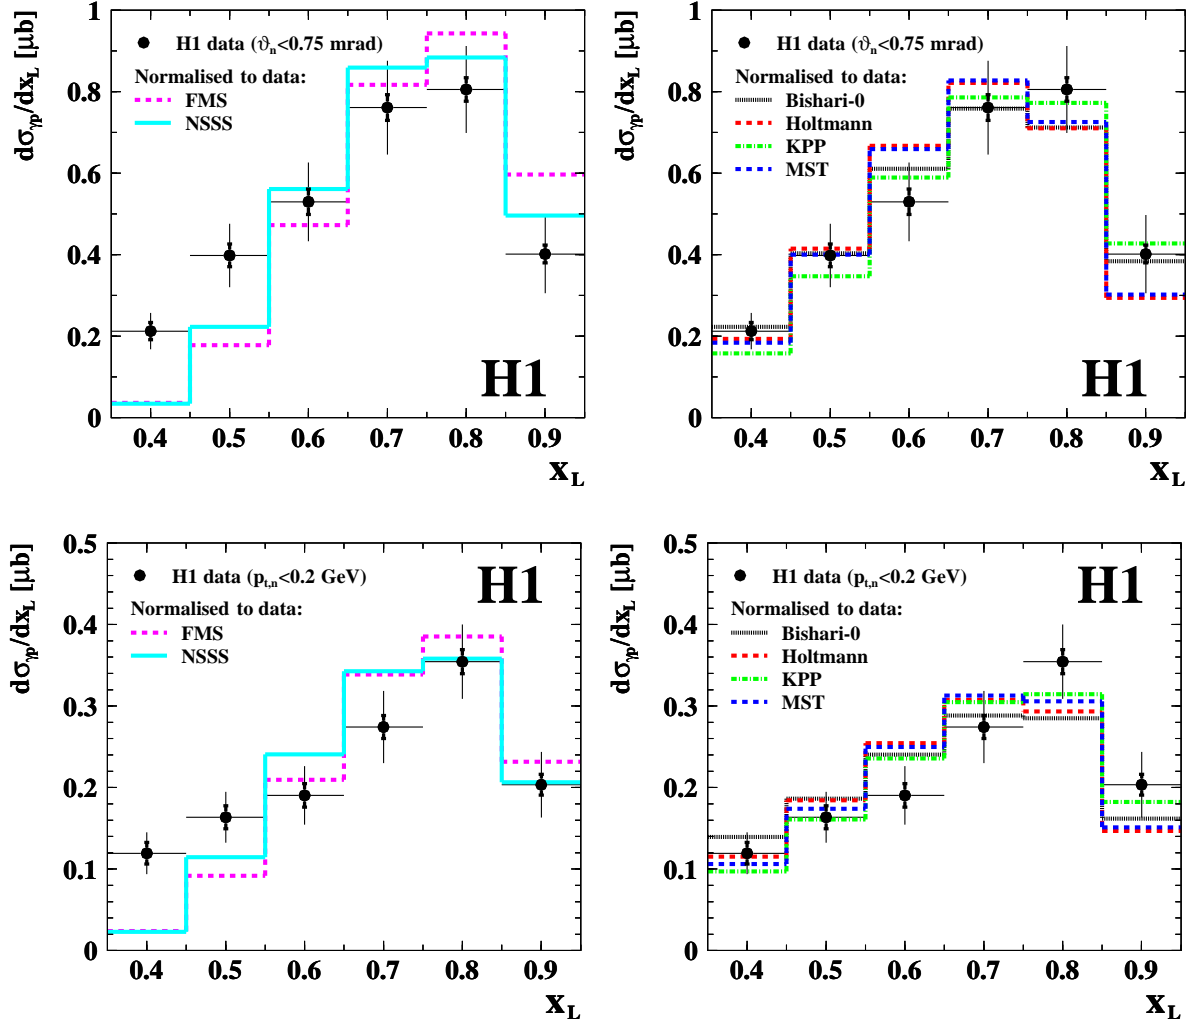 dσγp/dxL [μb]
1
0.8
0.6
0.4
0.2
0
H1 data (ϑn<0.75 mrad)
Normalised to data:
FMS
NSSS
H1
0.4 0.5 0.6 0.7 0.8 0.9
xL
dσγp/dxL [μb]
1
0.8
0.6
0.4
0.2
0
H1 data (ϑn<0.75 mrad)
Normalised to data:
Bishari-0
Holtmann
KPP
MST
H1
0.4 0.5 0.6 0.7 0.8 0.9
xL
dσγp/dxL [μb]
0.5
0.4
0.3
0.2
0.1
0
H1 data (pt,n<0.2 GeV)
H1
Normalised to data:
FMS
NSSS
0.4 0.5 0.6 0.7 0.8 0.9
xL
dσγp/dxL [μb]
0.5
0.4
0.3
0.2
0.1
0
H1 data (pt,n<0.2 GeV)
H1
Normalised to data:
Bishari-0
Holtmann
KPP
MST
0.4 0.5 0.6 0.7 0.8 0.9
xL